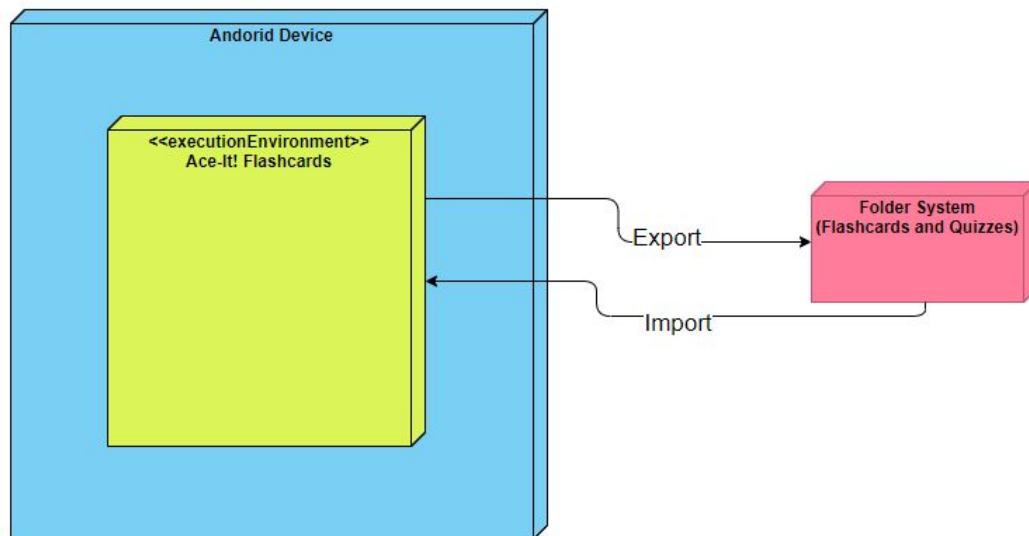 Andorid Device
<<executionEnvironment>>
Ace-It! Flashcards
Folder System
(Flashcards and Quizzes)
Export
Import